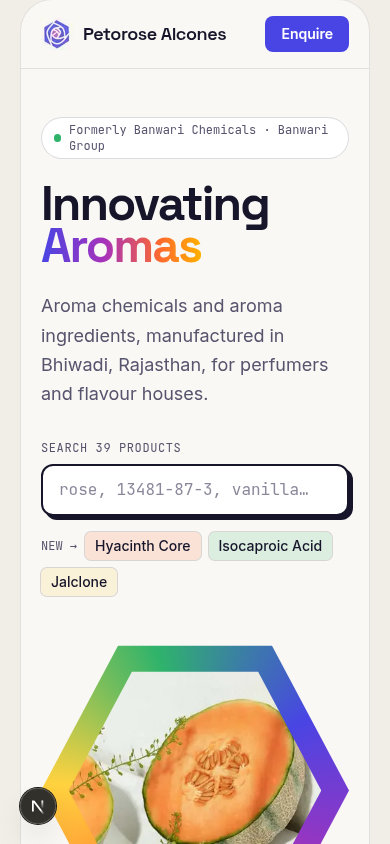 Petorose Alcones
Enquire
Formerly Banwari Chemicals · Banwari
Group
Innovating
Aromas
Aroma chemicals and aroma
ingredients, manufactured in
Bhiwadi, Rajasthan, for perfumers
and flavour houses.
SEARCH 39 PRODUCTS
rose, 13481-87-3, vanilla…
NEW → Hyacinth Core Isocaproic Acid
Jalclone
N